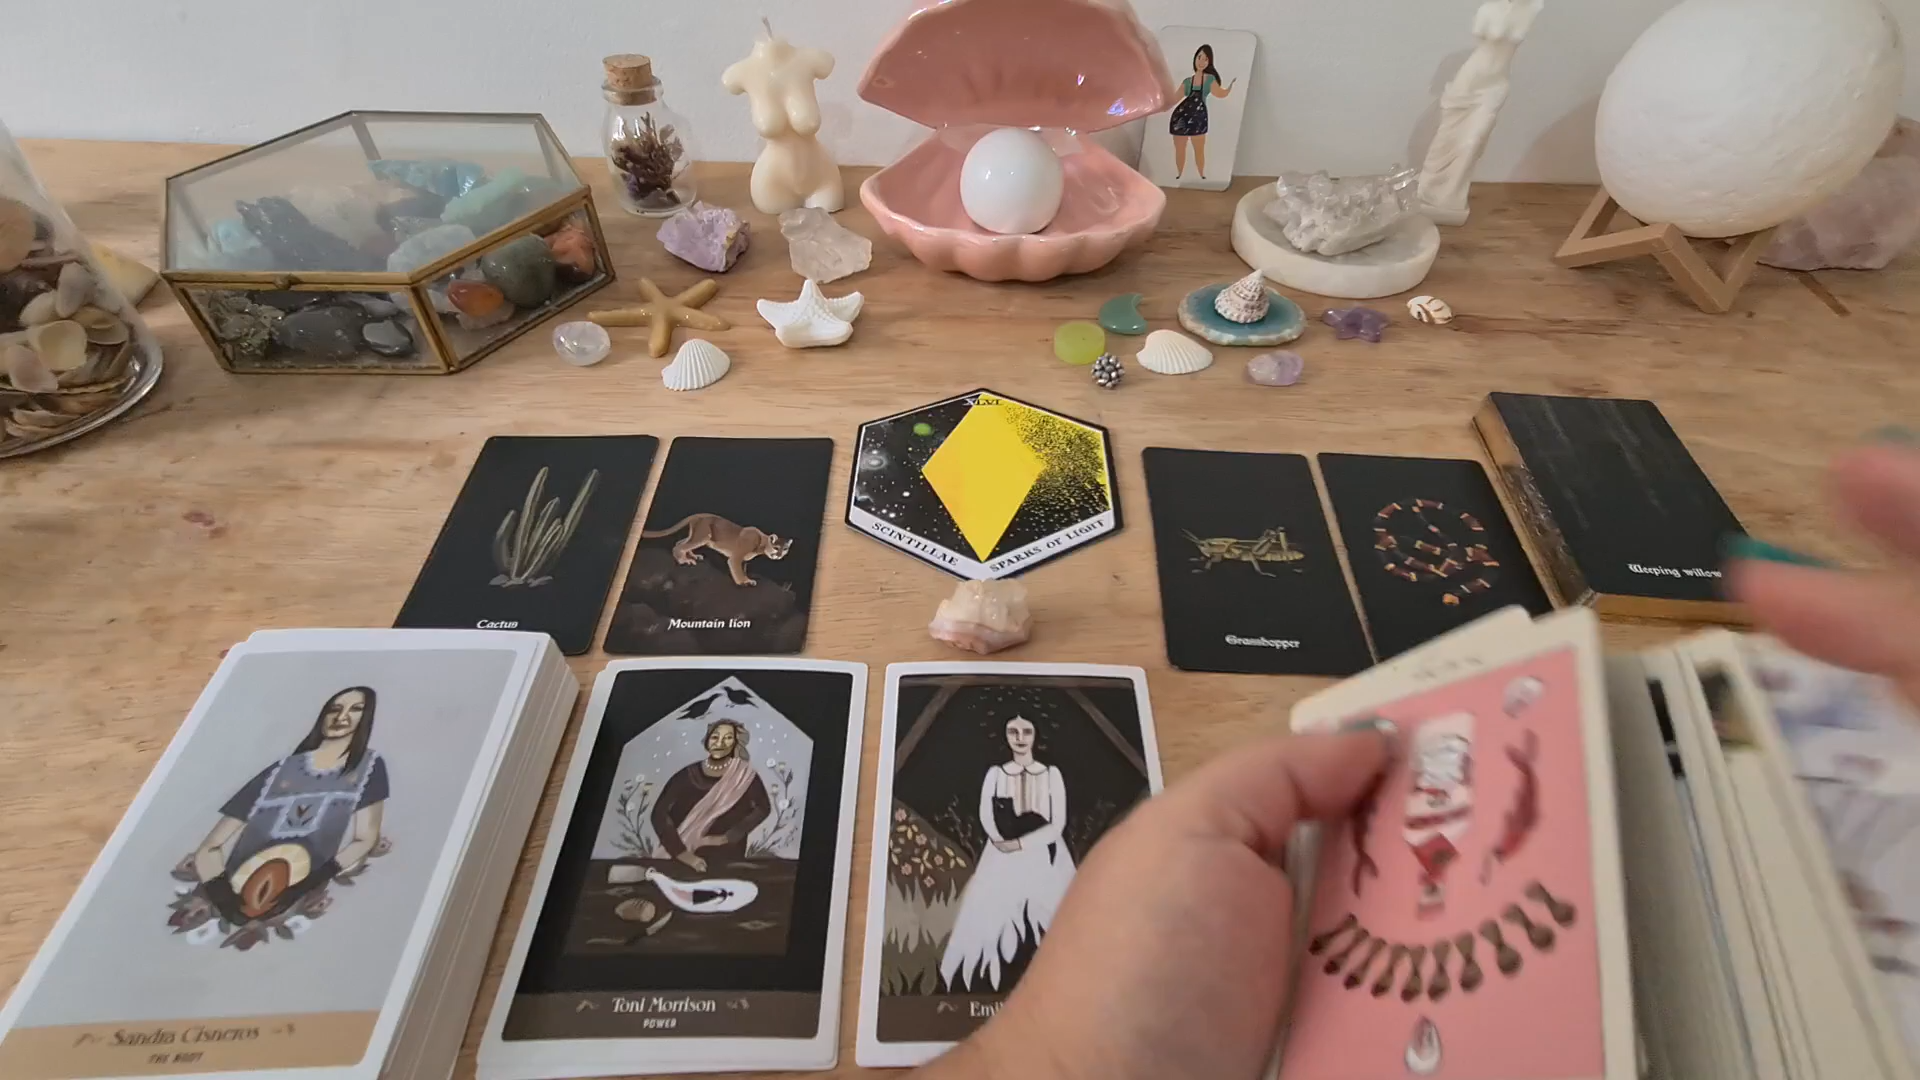 XLVI
SCINTILLAE
SPARKS OF LIGHT
Cactus
Mountain lion
Grasshopper
Weeping willow
Sandra Cisneros
THE BODY
Toni Morrison
POWER